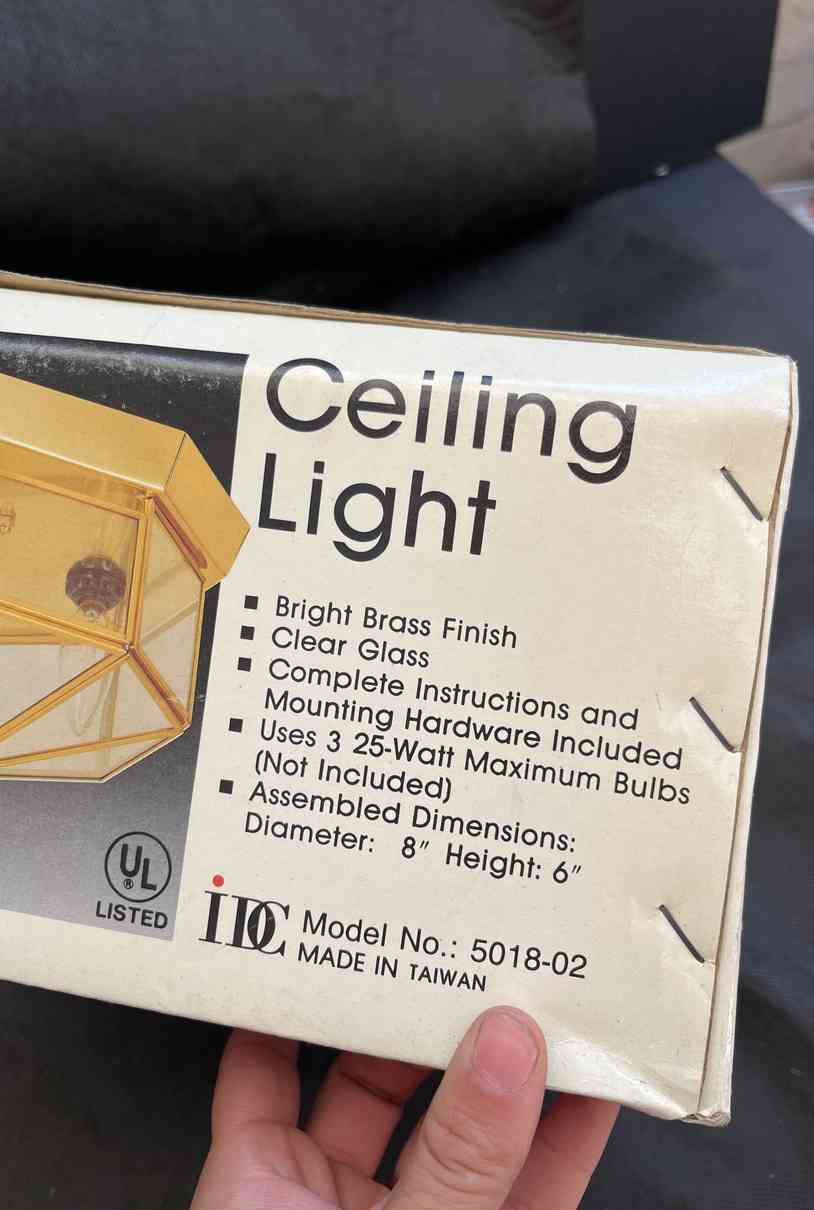 Ceiling
Light
■ Bright Brass Finish
■ Clear Glass
■ Complete Instructions and
Mounting Hardware Included
■ Uses 3 25-Watt Maximum Bulbs
(Not Included)
■ Assembled Dimensions:
Diameter: 8" Height: 6"
UL
®
LISTED
IDC
Model No.: 5018-02
MADE IN TAIWAN